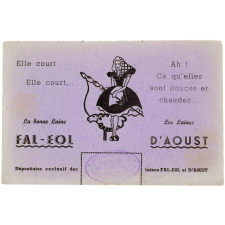 Elle court
Elle court,..
Ah !
Ce qu'elles
sont douces et
chaudes...
La bonne Laine
FAL-EOL
Les Laines
D'AOUST
Dépositaire exclusif des
laines FAL-EOL et D'AOUST